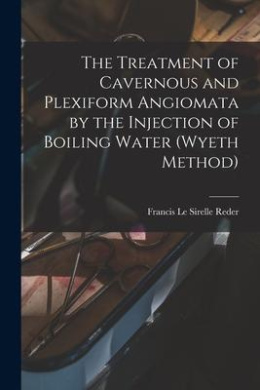 The Treatment of
Cavernous and
Plexiform Angiomata
by the Injection of
Boiling Water (Wyeth
Method)
Francis Le Sirelle Reder